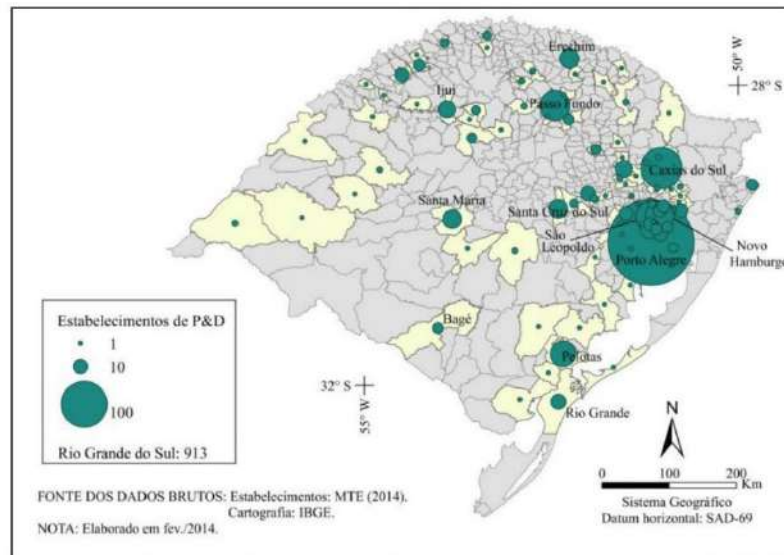 Erechim
50° W
28° S
Ijuí
Passo Fundo
Caxias do Sul
Santa Maria
Santa Cruz do Sul
São
Leopoldo
Novo
Hamburgo
Porto Alegre
Estabelecimentos de P&D
1
10
100
Rio Grande do Sul: 913
Bagé
Pelotas
32° S
55° W
Rio Grande
N
0 100 200
Km
Sistema Geográfico
Datum horizontal: SAD-69
FONTE DOS DADOS BRUTOS: Estabelecimentos: MTE (2014).
Cartografia: IBGE.
NOTA: Elaborado em fev./2014.